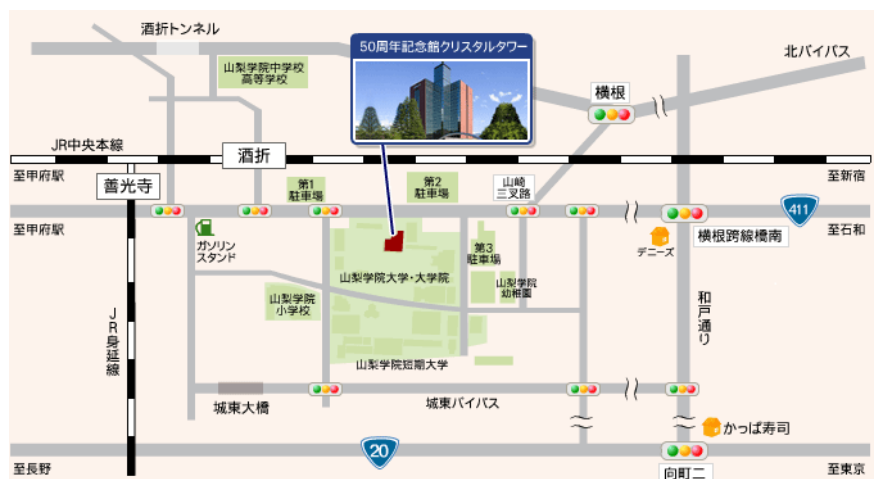 酒折トンネル
50周年記念館クリスタルタワー
北バイパス
山梨学院中学校
高等学校
横根
JR中央本線
酒折
至甲府駅
善光寺
第1
駐車場
第2
駐車場
山崎
三叉路
至新宿
411
至甲府駅
ガソリン
スタンド
第3
駐車場
デニーズ
横根跨線橋南
至石和
山梨学院大学・大学院
山梨学院
幼稚園
山梨学院
小学校
和戸通り
JR身延線
山梨学院短期大学
城東大橋
城東バイパス
かっぱ寿司
20
至長野
向町二
至東京